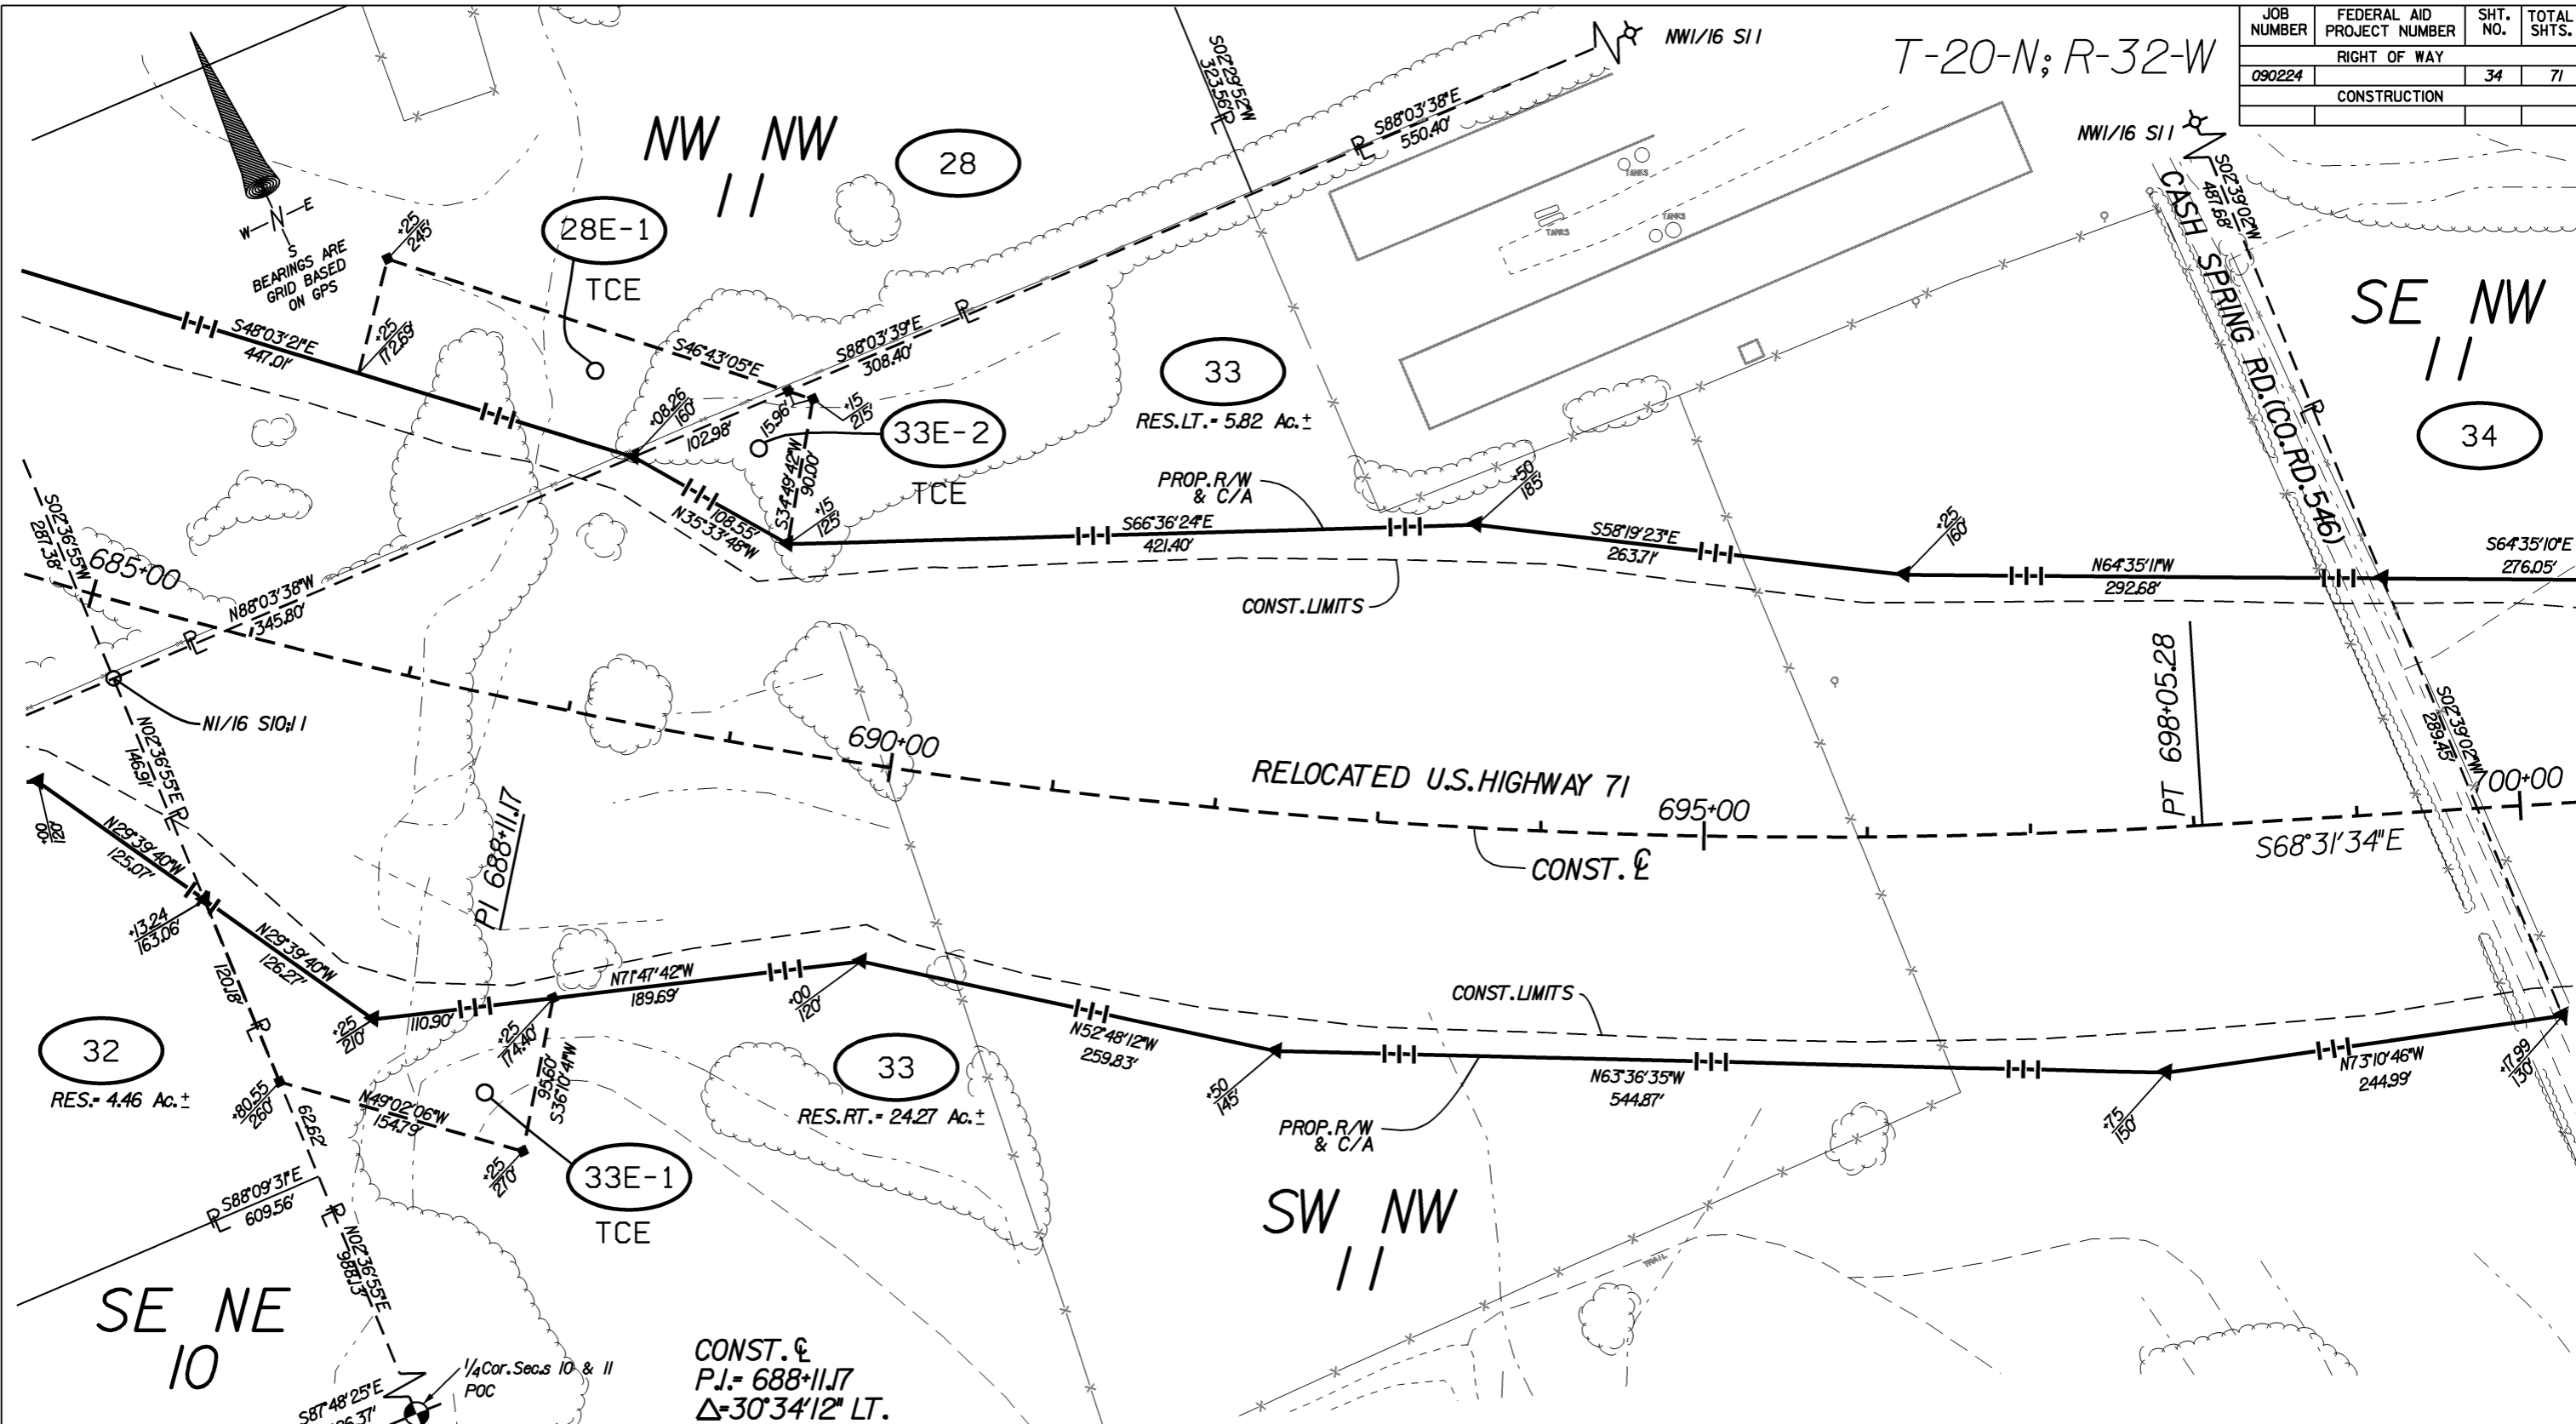 JOB NUMBER
FEDERAL AID PROJECT NUMBER
SHT. NO.
TOTAL SHTS.
RIGHT OF WAY
090224
34
71
CONSTRUCTION
T-20-N; R-32-W
NW1/16 S11
NW1/16 S11
S02°29'52"W
323.56'
S88°03'38"E
550.40'
NW NW
11
28
28E-1
TCE
N
W
E
S
BEARINGS ARE
GRID BASED
ON GPS
+25
245'
+25
172.69'
S48°03'21"E
447.01'
S46°43'05"E
S88°03'39"E
308.40'
+08.26
160'
102.98'
15.96'
+15
215'
33E-2
TCE
S34°49'42"W
90.00'
+15
125'
108.55'
N35°33'48"W
33
RES.LT.= 5.82 Ac.±
TANKS
TANKS
TANKS
PROP.R/W
& C/A
S66°36'24"E
421.40'
+50
185'
S58°19'23"E
263.71'
+25
160'
N64°35'11"W
292.68'
S64°35'10"E
276.05'
CONST.LIMITS
CASH SPRING RD.(CO.RD.546)
S02°39'02"W
487.68'
SE NW
11
34
S02°36'55"W
287.38'
685+00
N88°03'38"W
345.80'
N1/16 S10;11
N02°36'55"E
146.91'
+00
120'
N29°39'40"W
125.07'
+13.24
163.06'
N29°39'40"W
126.27'
120.18'
PI 688+11.17
690+00
RELOCATED U.S.HIGHWAY 71
695+00
CONST. ℄
PT 698+05.28
S68°31'34"E
700+00
S02°39'02"W
289.45'
32
RES.= 4.46 Ac.±
+25
210'
110.90'
N71°47'42"W
189.69'
+25
174.40'
+00
120'
95.60'
S36°10'41"W
33
RES.RT.= 24.27 Ac.±
N52°48'12"W
259.83'
+50
145'
CONST.LIMITS
N63°36'35"W
544.87'
PROP.R/W
& C/A
+75
150'
N73°10'46"W
244.99'
+17.99
130'
+80.55
260'
62.62'
N49°02'06"W
154.79'
+25
270'
33E-1
TCE
S88°09'31"E
609.56'
N02°36'55"E
988.13'
SW NW
11
TRAIL
SE NE
10
1/4 Cor.Secs 10 & 11
POC
S87°48'25"E
CONST. ℄
P.I.= 688+11.17
Δ=30°34'12" LT.